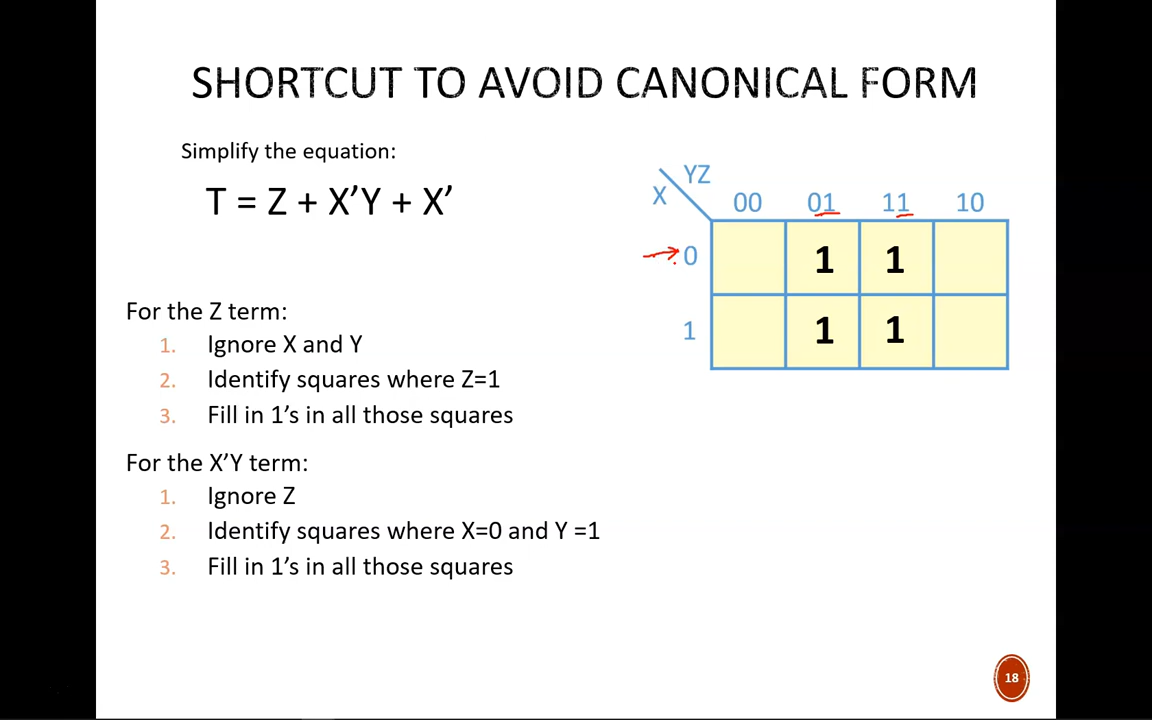 SHORTCUT TO AVOID CANONICAL FORM
Simplify the equation:
T = Z + X’Y + X’
YZ
X
00 01 11 10
0 1 1
1 1 1
For the Z term:
1. Ignore X and Y
2. Identify squares where Z=1
3. Fill in 1’s in all those squares
For the X’Y term:
1. Ignore Z
2. Identify squares where X=0 and Y =1
3. Fill in 1’s in all those squares
18